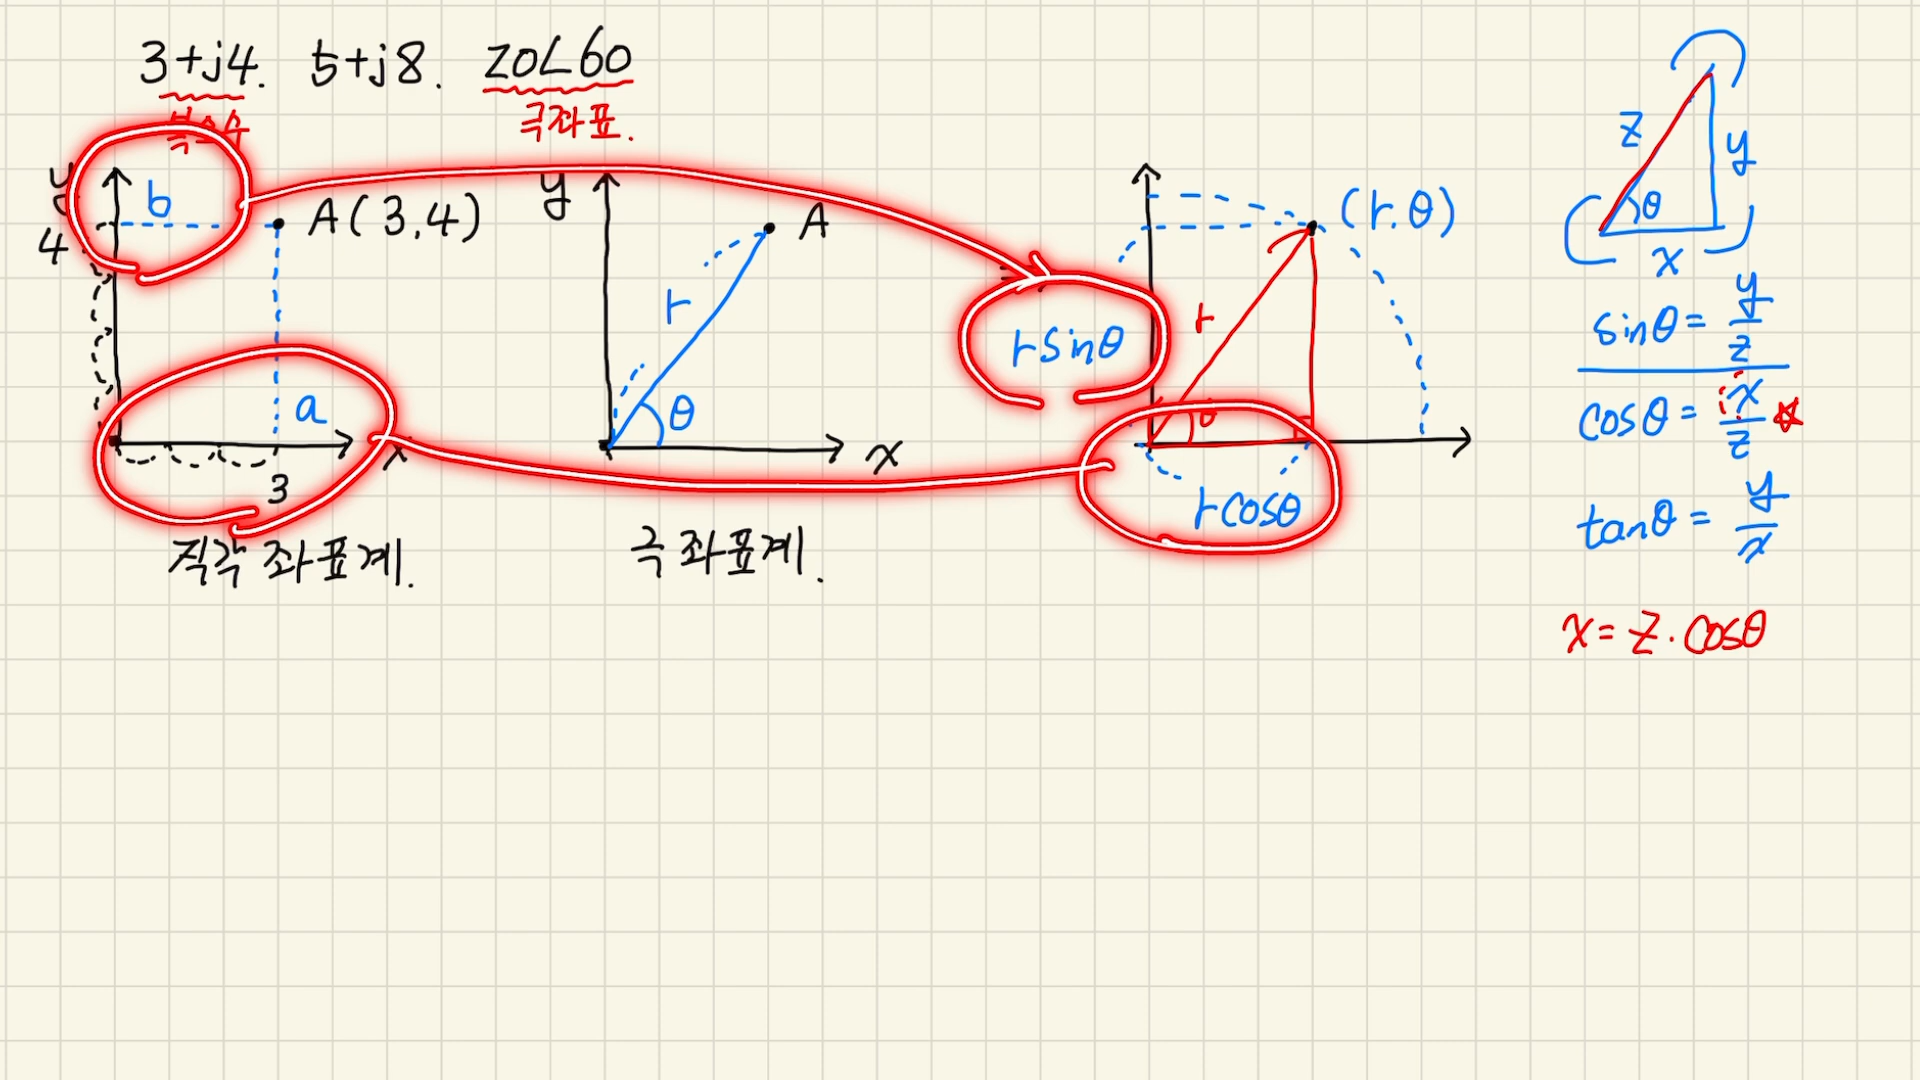 3+j4. 5+j8. 20∠60
복소수 극좌표.
y
b
4
A(3,4)
a
3
x
직각 좌표계.
y
A
r
θ
x
극좌표계.
(r.θ)
r
rsinθ
θ
rcosθ
z
y
θ
x
sinθ = y/z
cosθ = x/z
tanθ = y/x
x = z·cosθ